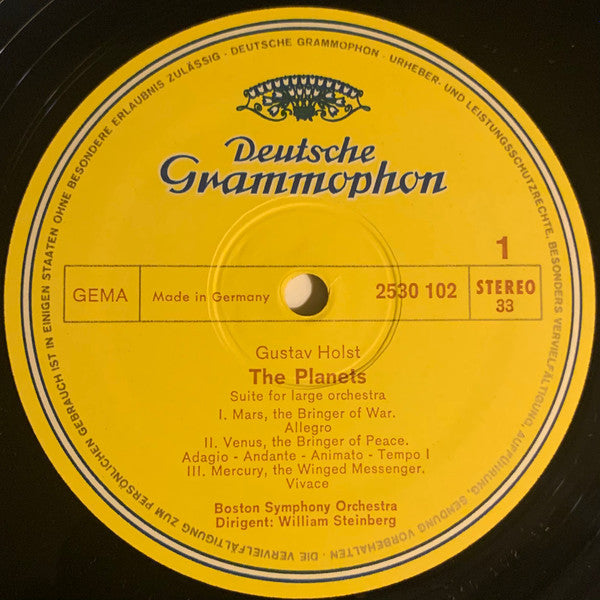 DEUTSCHE GRAMMOPHON · URHEBER- UND LEISTUNGSSCHUTZRECHTE, BESONDERS VERVIELFÄLTIGUNG, AUFFÜHRUNG, SENDUNG VORBEHALTEN · DIE VERVIELFÄLTIGUNG ZUM PERSÖNLICHEN GEBRAUCH IST IN EINIGEN STAATEN OHNE BESONDERE ERLAUBNIS ZULÄSSIG ·
Deutsche
Grammophon
1
GEMA
Made in Germany
2530 102
STEREO
33
Gustav Holst
The Planets
Suite for large orchestra
I. Mars, the Bringer of War.
Allegro
II. Venus, the Bringer of Peace.
Adagio - Andante - Animato - Tempo I
III. Mercury, the Winged Messenger.
Vivace
Boston Symphony Orchestra
Dirigent: William Steinberg